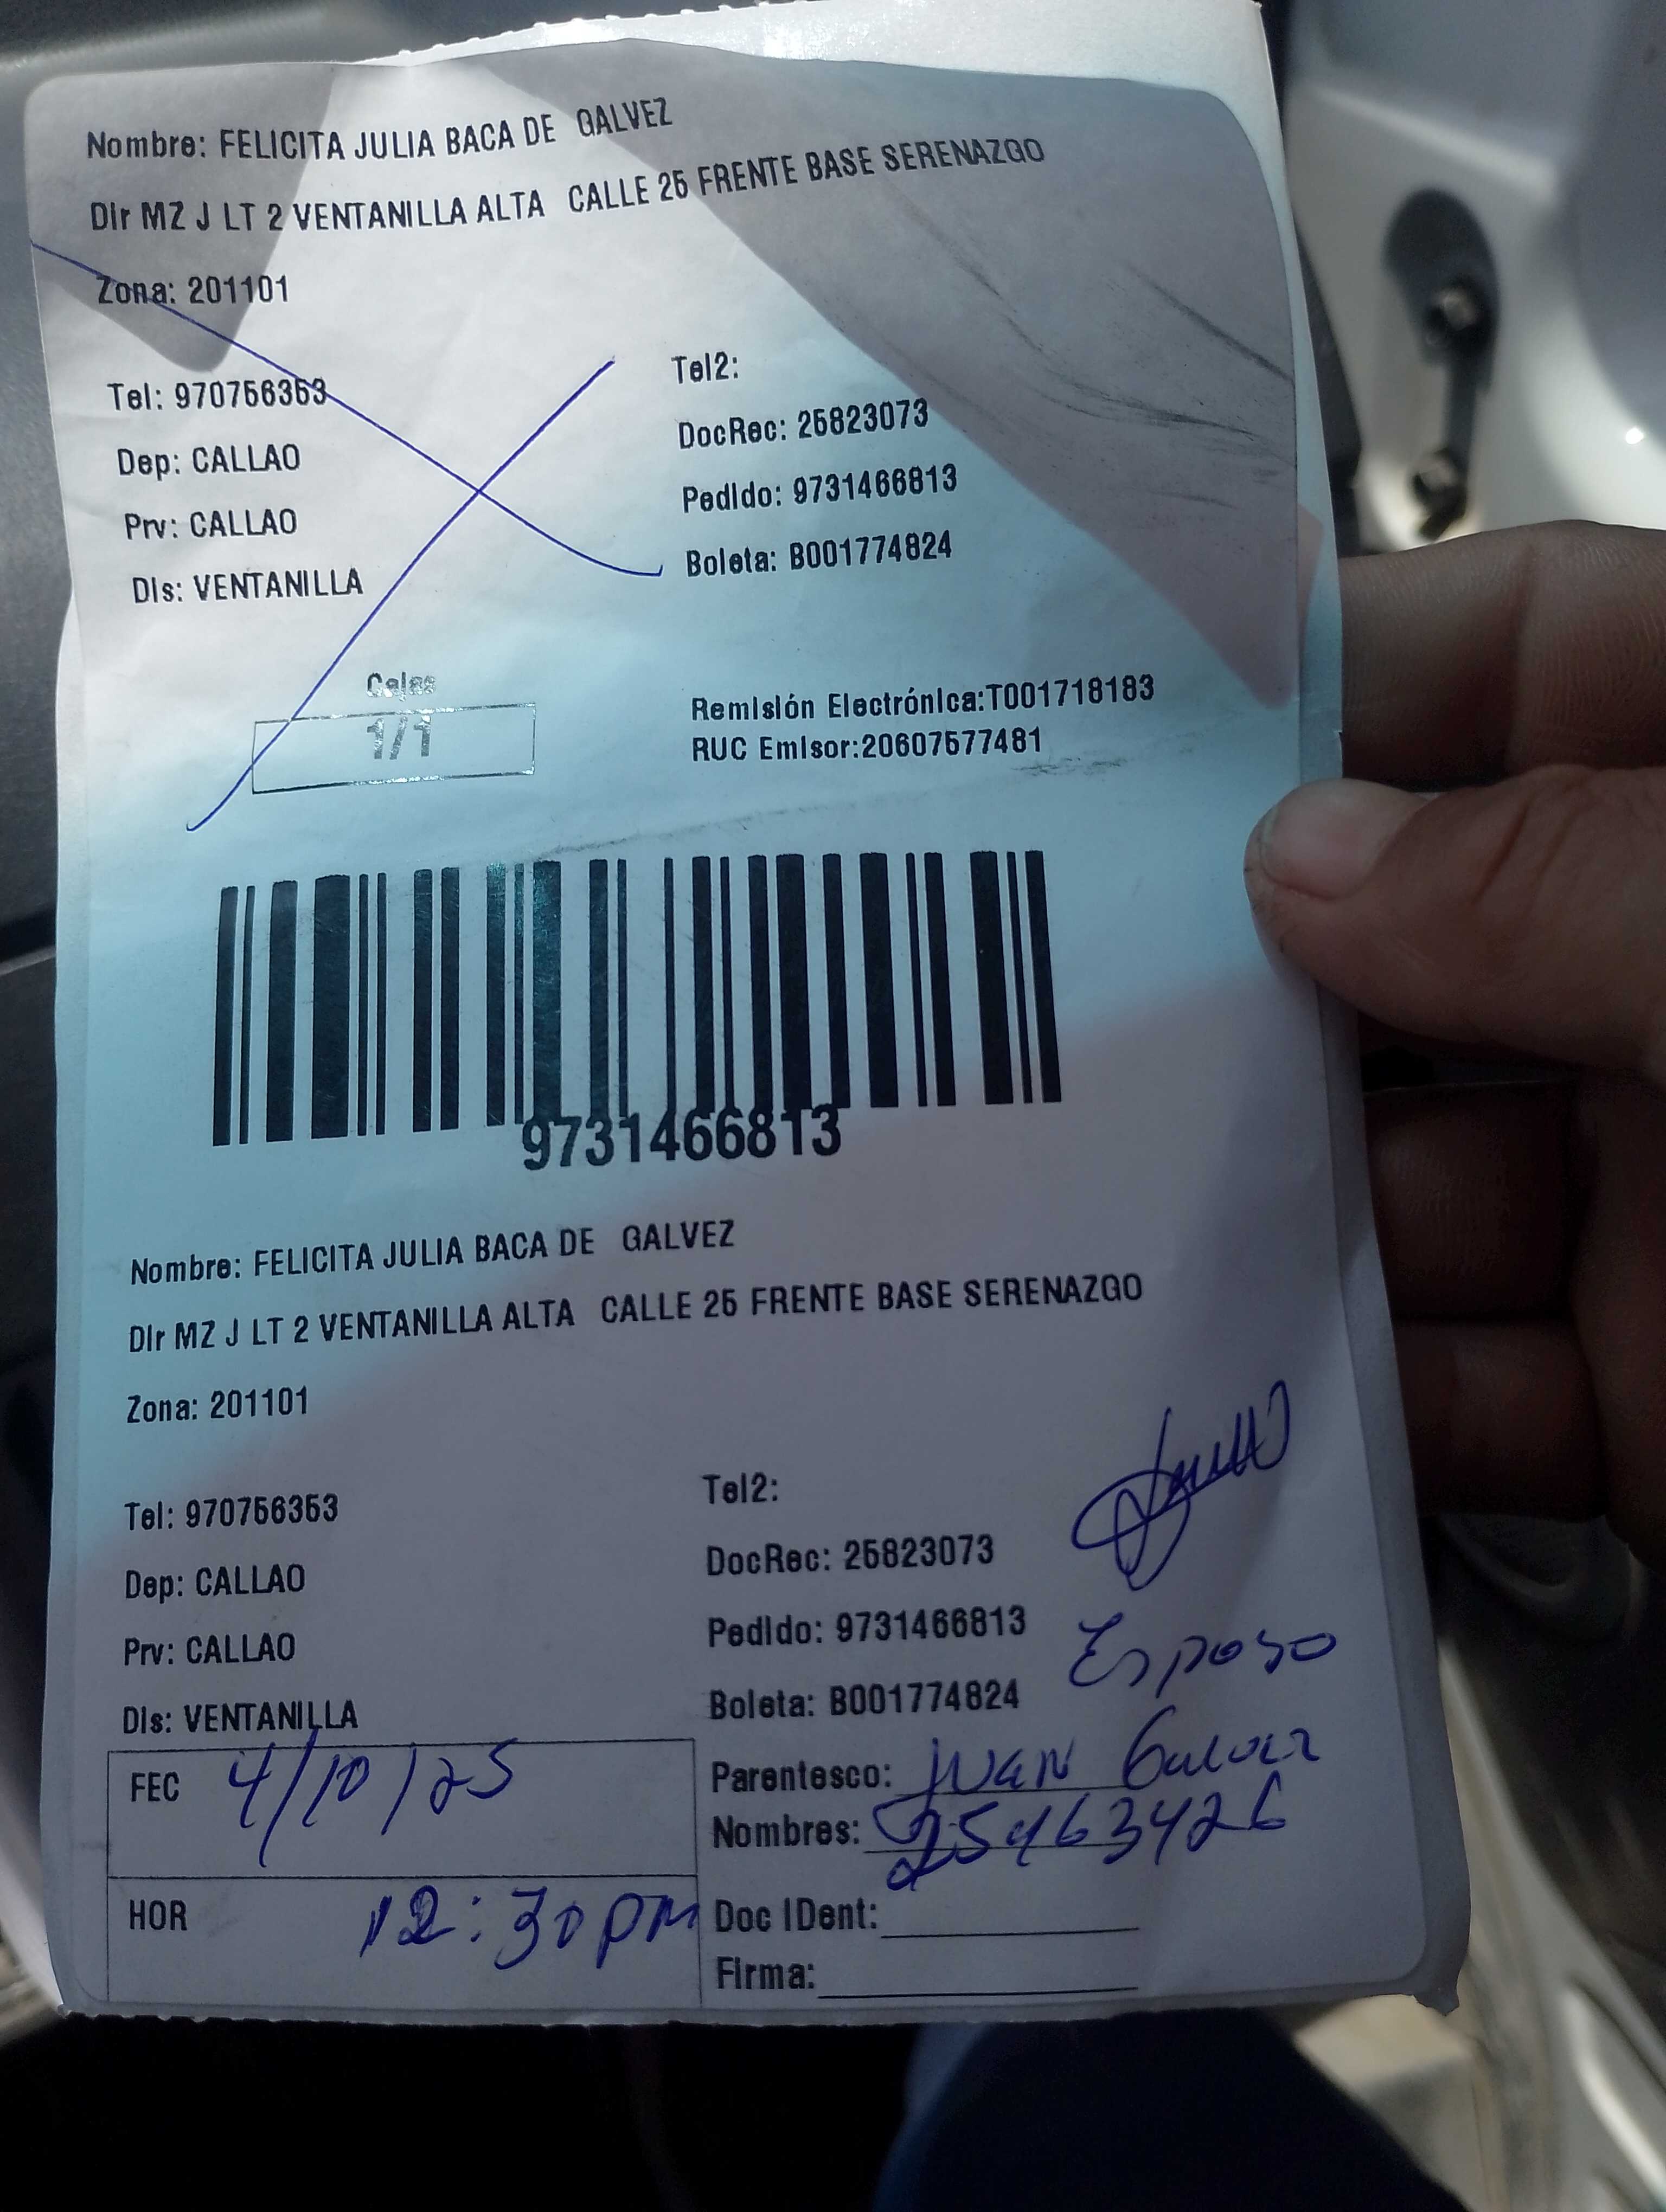 Nombre: FELICITA JULIA BACA DE GALVEZ
Dir MZ J LT 2 VENTANILLA ALTA CALLE 25 FRENTE BASE SERENAZGO
Zona: 201101
Tel: 970756353
Tel2:
Dep: CALLAO
DocRec: 25823073
Prv: CALLAO
Pedido: 9731466813
Dis: VENTANILLA
Boleta: B001774824
Cajas
1/1
Remisión Electrónica:T001718183
RUC Emisor:20607577481
9731466813
Nombre: FELICITA JULIA BACA DE GALVEZ
Dir MZ J LT 2 VENTANILLA ALTA CALLE 25 FRENTE BASE SERENAZGO
Zona: 201101
Tel: 970756353
Tel2:
Dep: CALLAO
DocRec: 25823073
Prv: CALLAO
Pedido: 9731466813
Esposo
Dis: VENTANILLA
Boleta: B001774824
FEC 4/10/25
Parentesco: JUAN Galvez
Nombres: 25463426
HOR 12:30 pm
Doc IDent:
Firma: